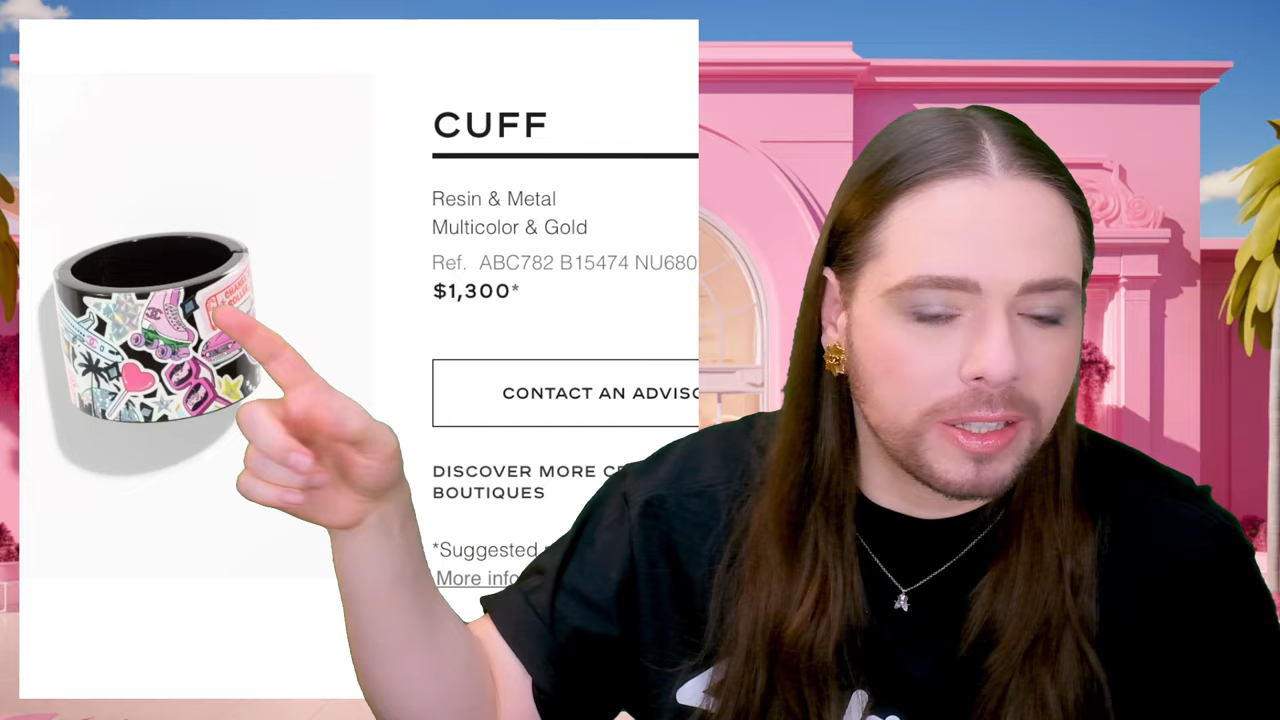 CUFF
Resin & Metal
Multicolor & Gold
Ref. ABC782 B15474 NU680
$1,300*
CONTACT AN
DISCOVER MORE
BOUTIQUES
*Suggested
More info